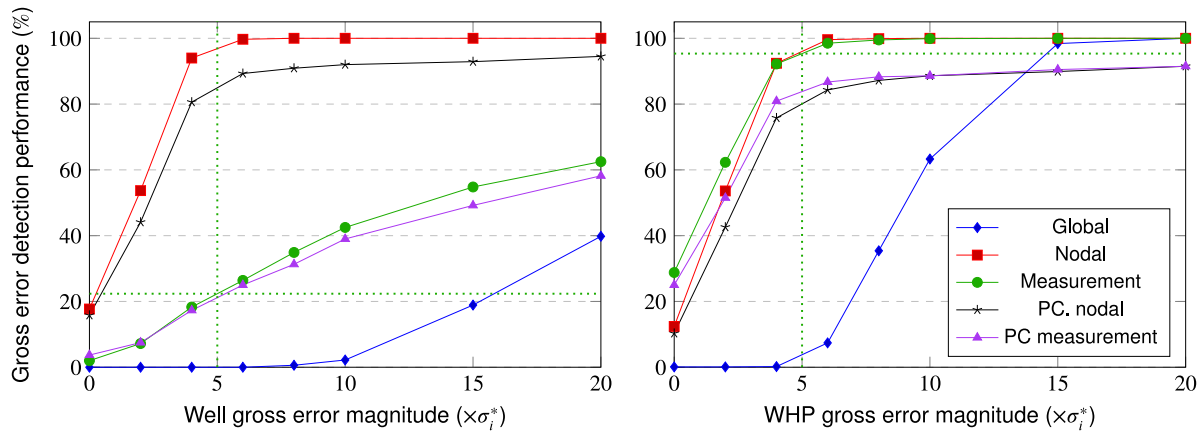 Gross error detection performance (%)
100
80
60
40
20
0
0 5 10 15 20
Well gross error magnitude (×σ*i)
100
80
60
40
20
0
0 5 10 15 20
WHP gross error magnitude (×σ*i)
Global
Nodal
Measurement
PC. nodal
PC measurement